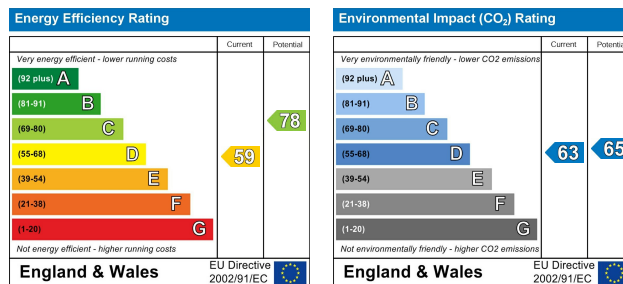 Energy Efficiency Rating
Current Potential
Very energy efficient - lower running costs
(92 plus) A
(81-91) B
(69-80) C
(55-68) D
(39-54) E
(21-38) F
(1-20) G
59
78
Not energy efficient - higher running costs
England & Wales
EU Directive
2002/91/EC
Environmental Impact (CO₂) Rating
Current Potential
Very environmentally friendly - lower CO2 emissions
(92 plus) A
(81-91) B
(69-80) C
(55-68) D
(39-54) E
(21-38) F
(1-20) G
63
65
Not environmentally friendly - higher CO2 emissions
England & Wales
EU Directive
2002/91/EC